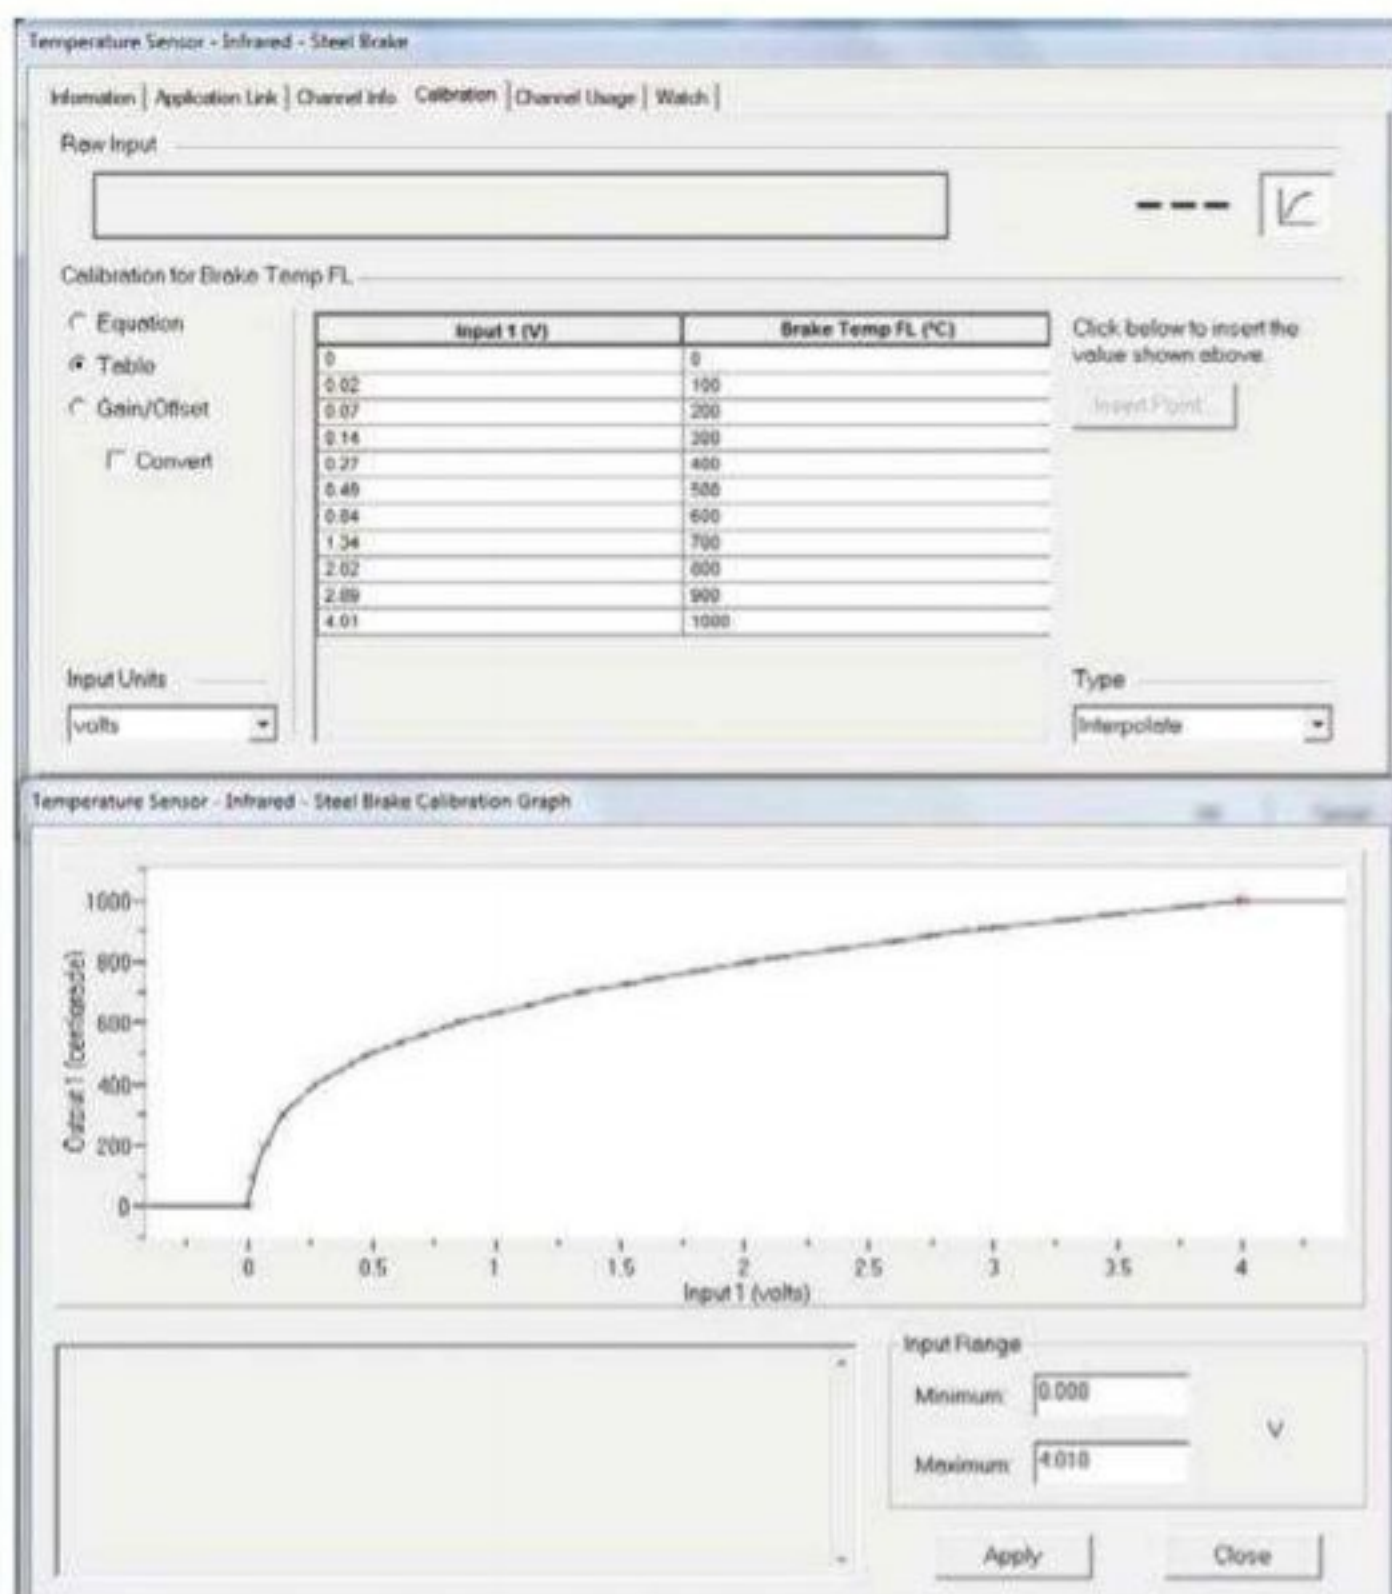 Temperature Sensor - Infrared - Steel Brake
Information | Application Link | Channel Info Calibration | Channel Usage | Watch |
Raw Input
---
Calibration for Brake Temp FL
Equation
Table
Gain/Offset
Convert
Input 1 (V) Brake Temp FL (ºC)
0 0
0.02 100
0.07 200
0.14 300
0.27 400
500
0.84 600
1.34 700
2.02 800
2.89 900
4.01 1000
Click below to insert the
value shown above.
Insert Point...
Input Units
volts
Type
Interpolate
Temperature Sensor - Infrared - Steel Brake Calibration Graph
Output 1 (centigrade)
1000
800
600
400
200
0
0 0.5 1 1.5 2 2.5 3 3.5 4
Input 1 (volts)
Input Range
Minimum: 0.000
Maximum: 4.010
V
Apply Close